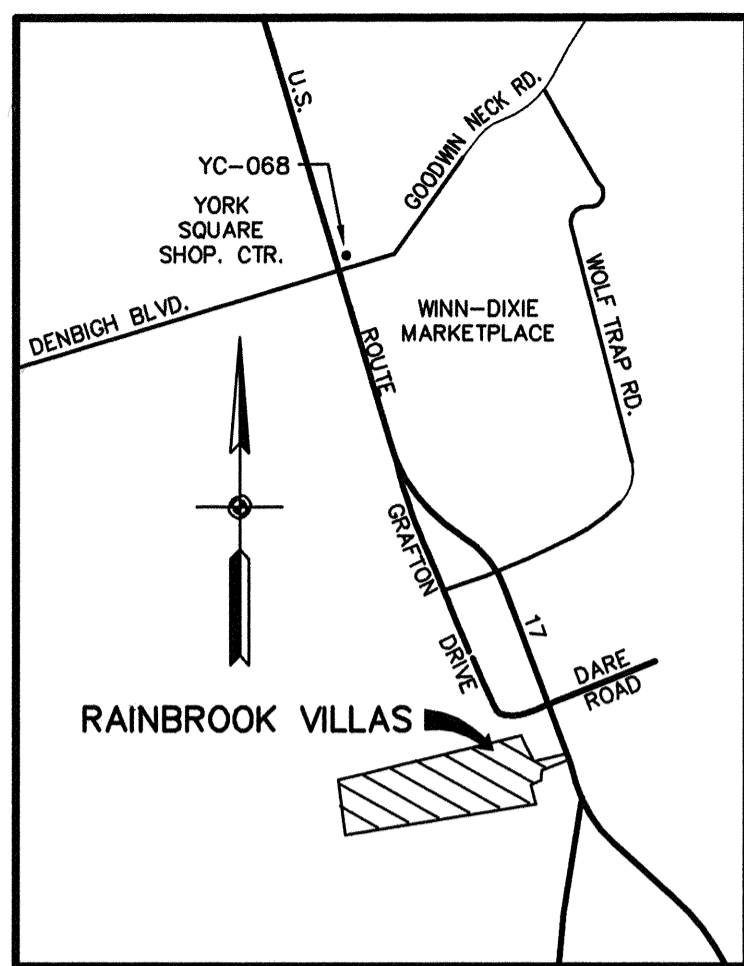 U.S.
GOODWIN NECK RD.
YC-068
YORK
SQUARE
SHOP. CTR.
DENBIGH BLVD.
WINN-DIXIE
MARKETPLACE
WOLF TRAP RD.
ROUTE
GRAFTON
DRIVE
17
DARE
ROAD
RAINBROOK VILLAS